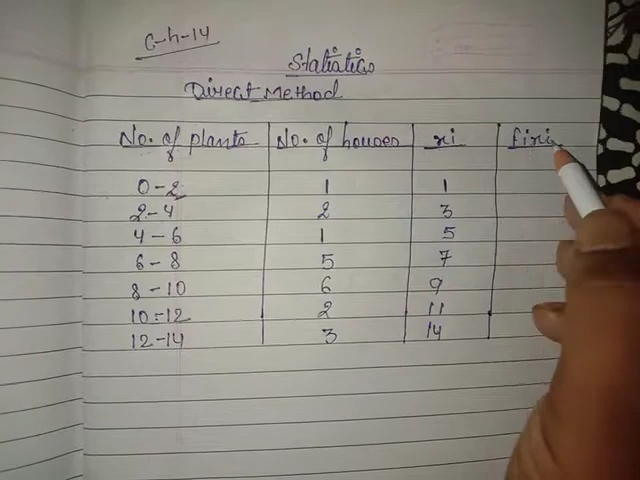 C-h-14
Statistics
Direct Method
No. of plants No. of houses xi fixi
0-2 1 1
2-4 2 3
4-6 1 5
6-8 5 7
8-10 6 9
10-12 2 11
12-14 3 14